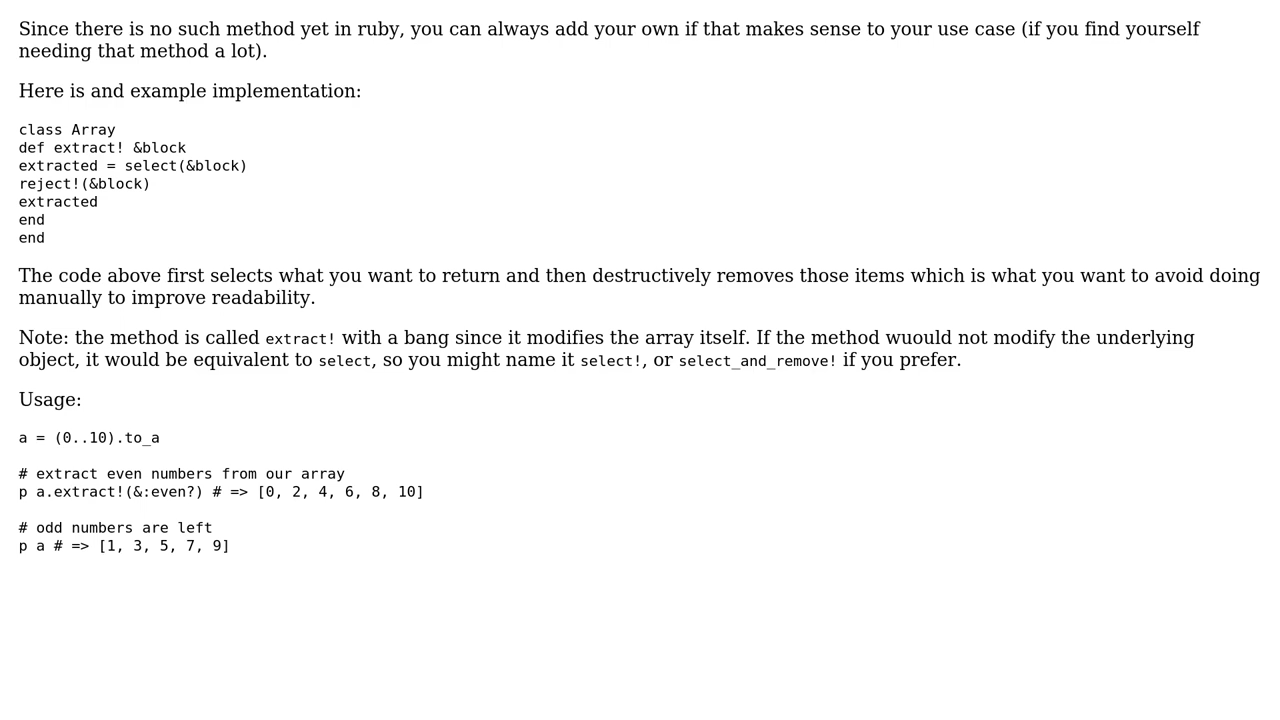 Since there is no such method yet in ruby, you can always add your own if that makes sense to your use case (if you find yourself
needing that method a lot).
Here is and example implementation:
class Array
def extract! &block
extracted = select(&block)
reject!(&block)
extracted
end
end
The code above first selects what you want to return and then destructively removes those items which is what you want to avoid doing
manually to improve readability.
Note: the method is called extract! with a bang since it modifies the array itself. If the method wuould not modify the underlying
object, it would be equivalent to select, so you might name it select!, or select_and_remove! if you prefer.
Usage:
a = (0..10).to_a
# extract even numbers from our array
p a.extract!(&:even?) # => [0, 2, 4, 6, 8, 10]
# odd numbers are left
p a # => [1, 3, 5, 7, 9]